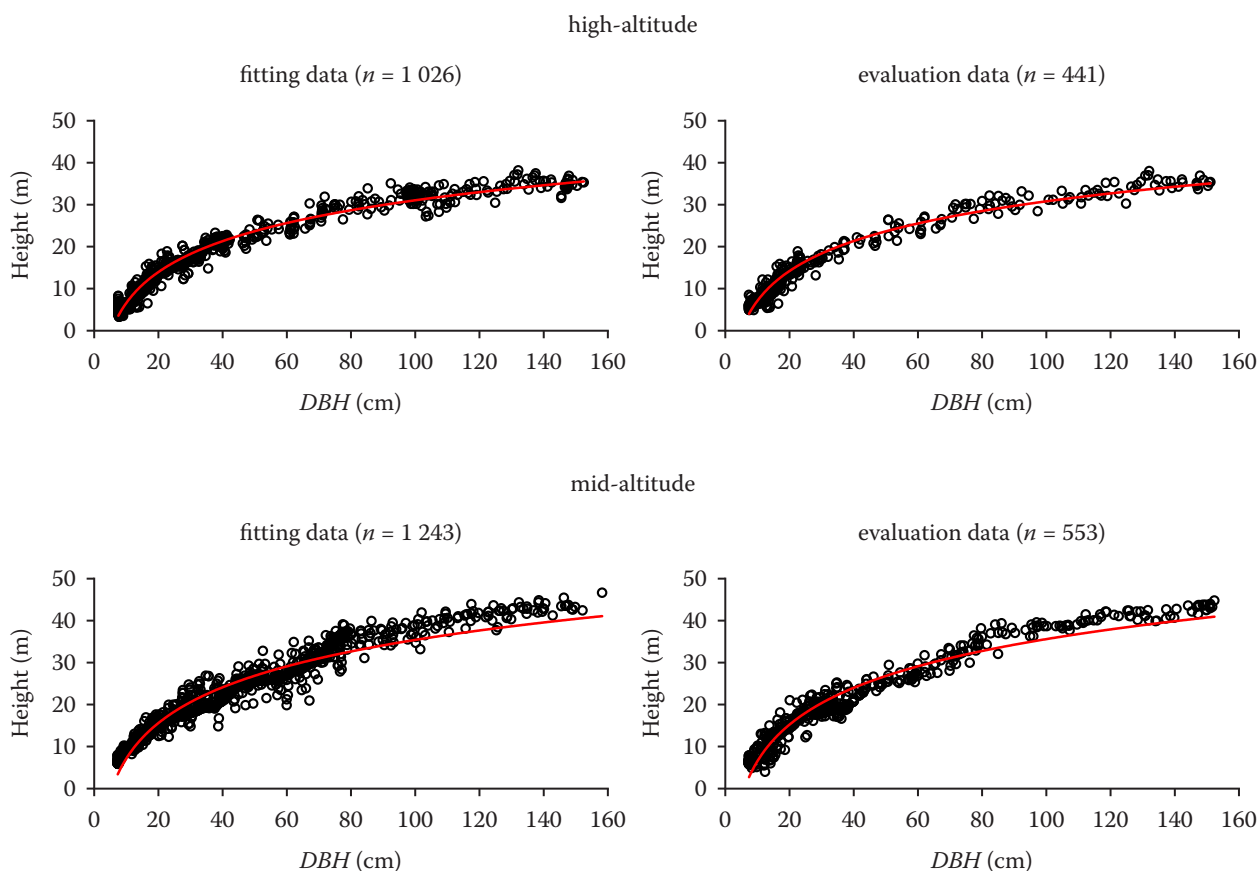 high-altitude
fitting data (n = 1 026)
evaluation data (n = 441)
50
40
30
20
10
0
Height (m)
0 20 40 60 80 100 120 140 160
DBH (cm)
50
40
30
20
10
0
Height (m)
0 20 40 60 80 100 120 140 160
DBH (cm)
mid-altitude
fitting data (n = 1 243)
evaluation data (n = 553)
50
40
30
20
10
0
Height (m)
0 20 40 60 80 100 120 140 160
DBH (cm)
50
40
30
20
10
0
Height (m)
0 20 40 60 80 100 120 140 160
DBH (cm)